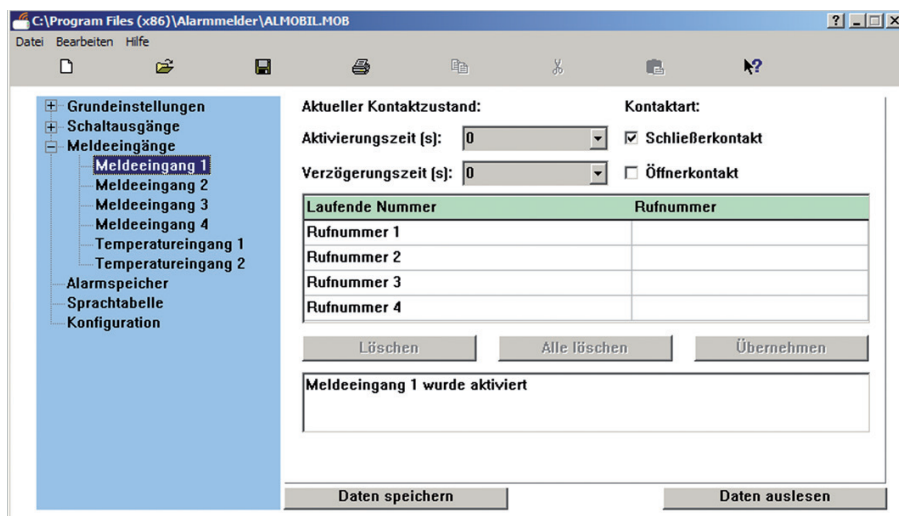 C:\Program Files (x86)\Alarmmelder\ALMOBIL.MOB
Datei Bearbeiten Hilfe
Grundeinstellungen
Schaltausgänge
Meldeeingänge
Meldeeingang 1
Meldeeingang 2
Meldeeingang 3
Meldeeingang 4
Temperatureingang 1
Temperatureingang 2
Alarmspeicher
Sprachtabelle
Konfiguration
Aktueller Kontaktzustand: Kontaktart:
Aktivierungszeit (s): 0 Schließerkontakt
Verzögerungszeit (s): 0 Öffnerkontakt
Laufende Nummer Rufnummer
Rufnummer 1
Rufnummer 2
Rufnummer 3
Rufnummer 4
Löschen Alle löschen Übernehmen
Meldeeingang 1 wurde aktiviert
Daten speichern Daten auslesen